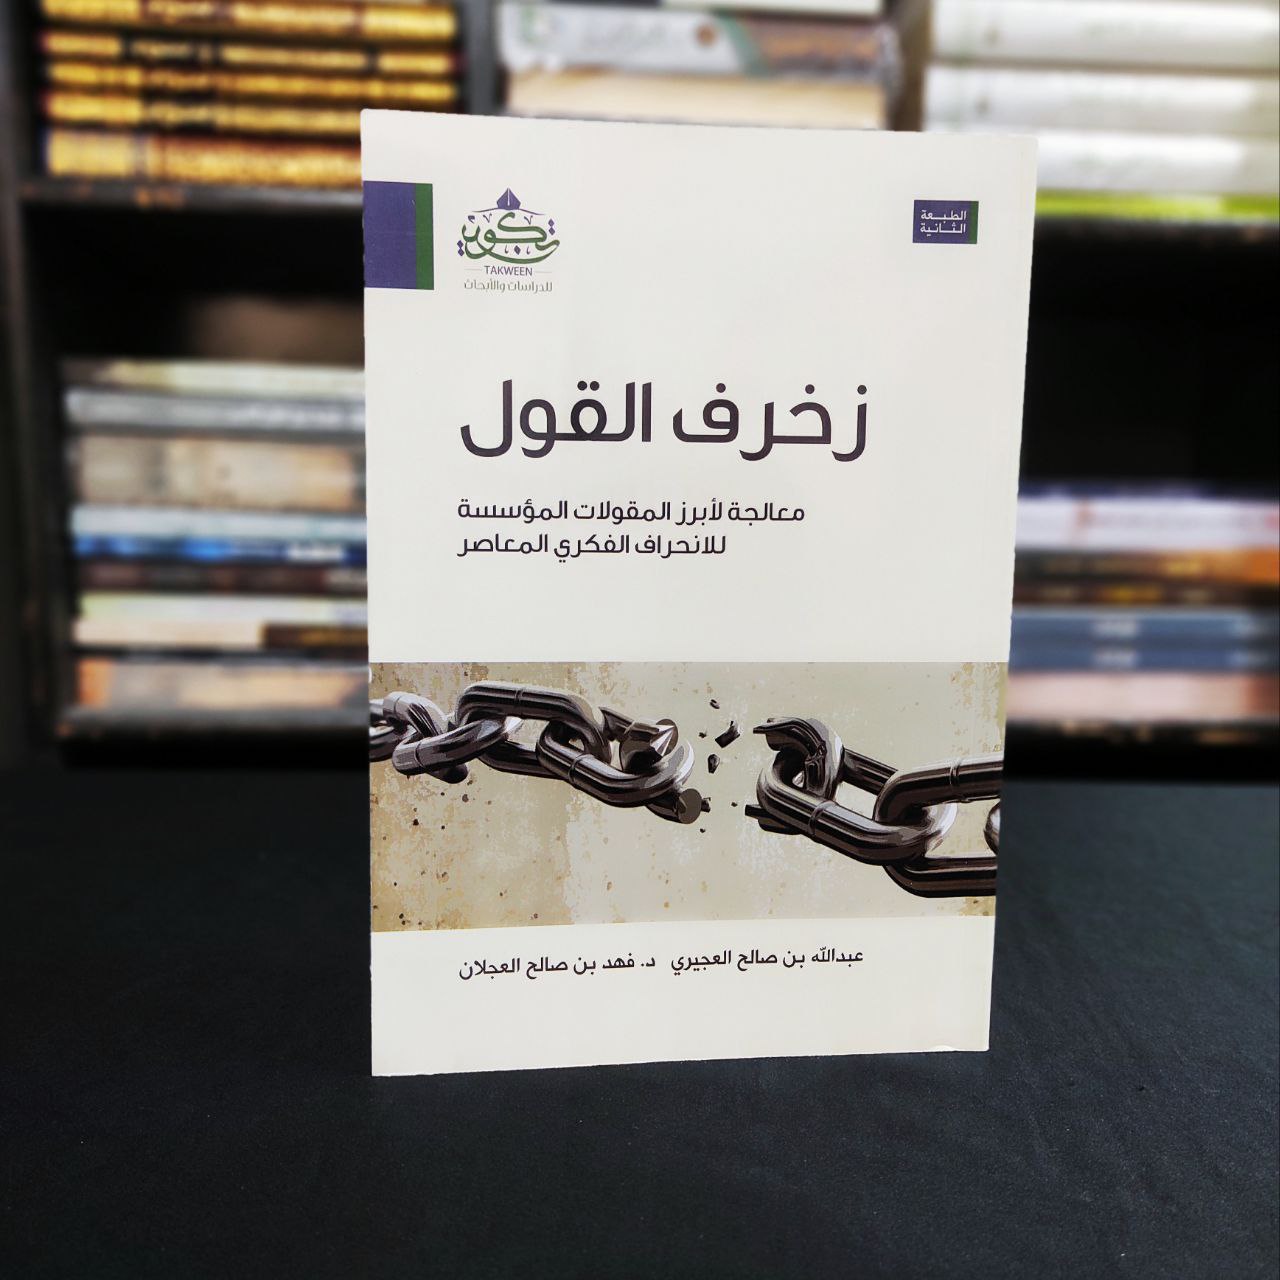 الطبعة
الثانية
تكوين
TAKWEEN
للدراسات والأبحاث
زخرف القول
معالجة لأبرز المقولات المؤسسة
للانحراف الفكري المعاصر
عبدالله بن صالح العجيري د. فهد بن صالح العجلان